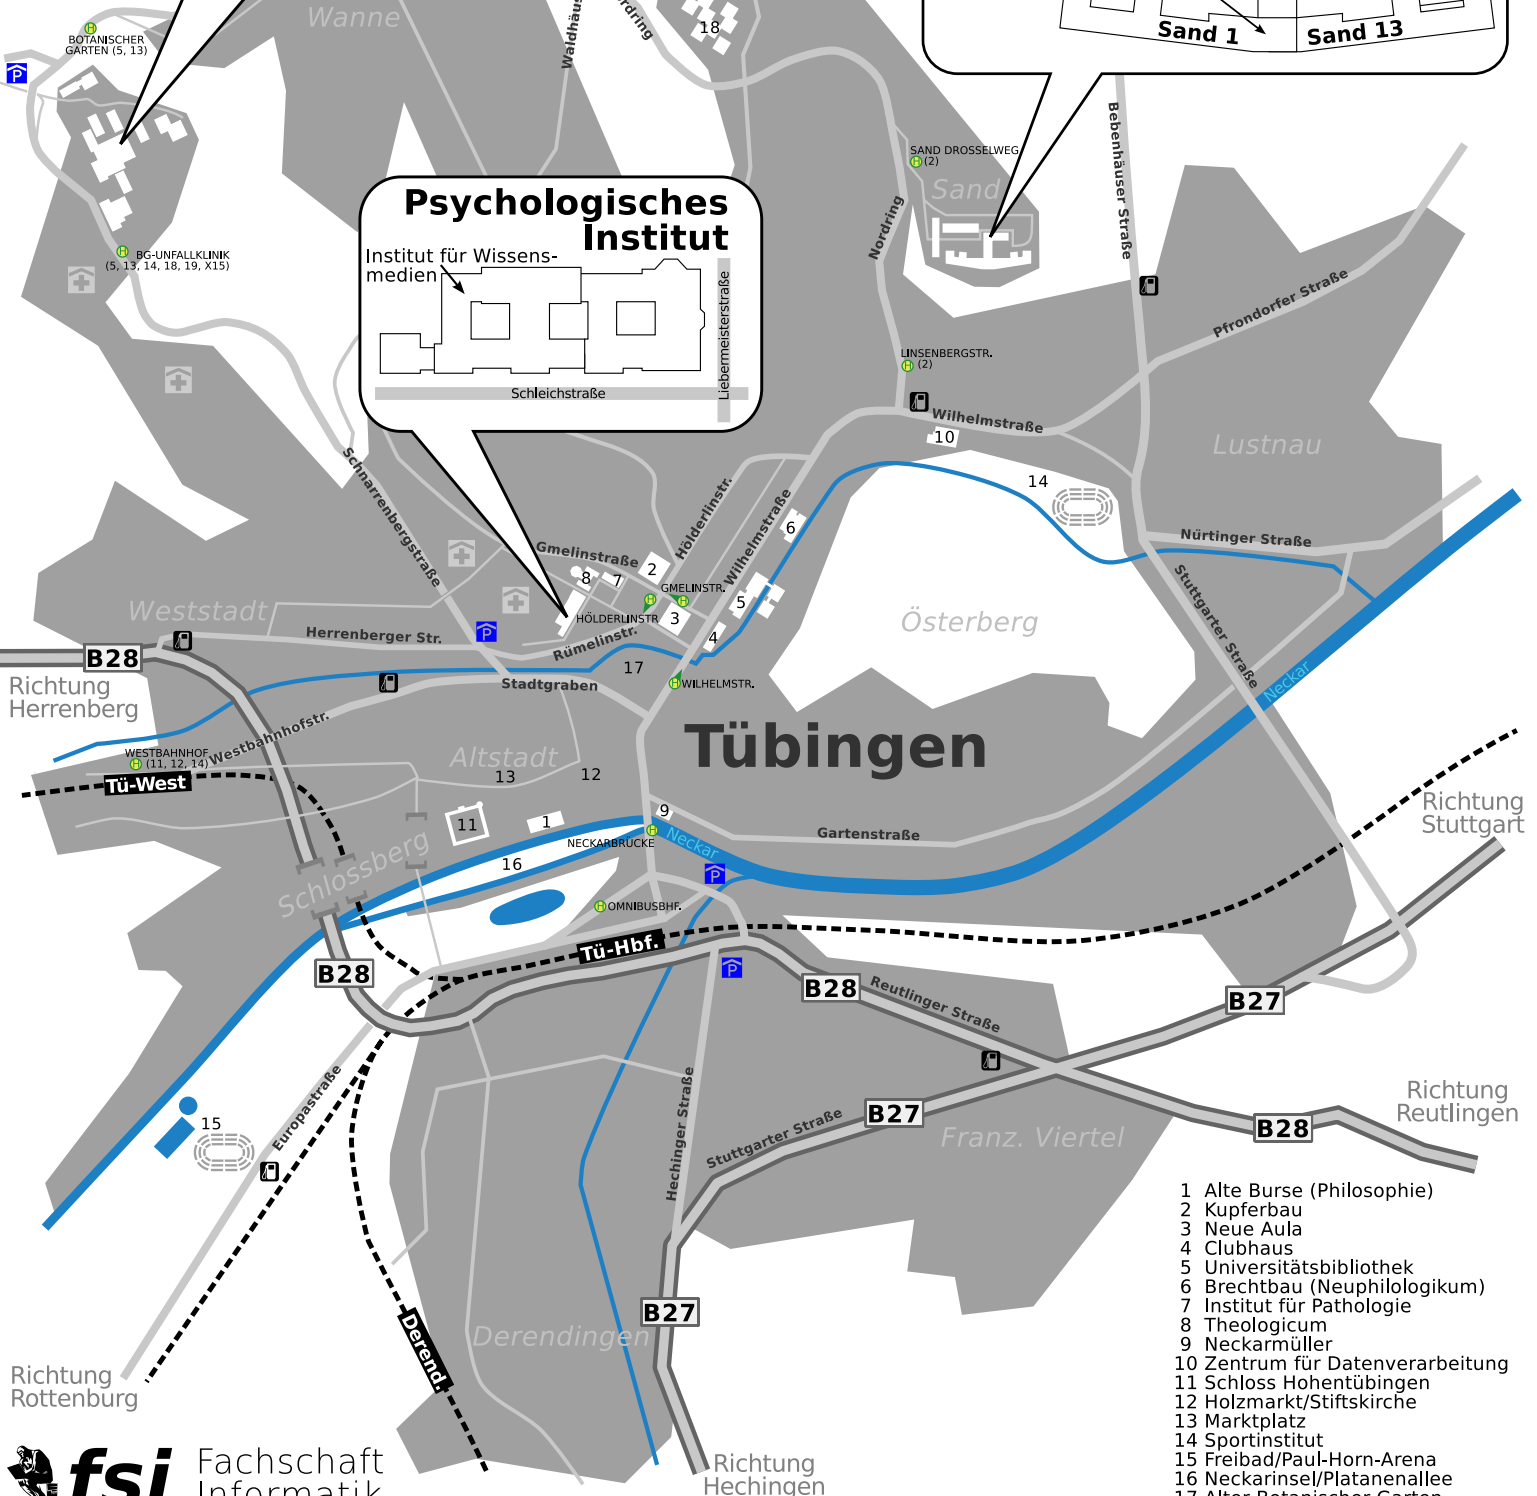 Wanne
Waldhäus
rdring
18
Sand 1
Sand 13
BOTANISCHER
GARTEN (5, 13)
P
Bebenhäuser Straße
SAND DROSSELWEG
H (2)
Sand
Nordring
Psychologisches
Institut
Institut für Wissens-
medien
Liebermeisterstraße
Schleichstraße
BG-UNFALLKLINIK
(5, 13, 14, 18, 19, X15)
Pfrondorfer Straße
LINSENBERGSTR.
H (2)
Wilhelmstraße
10
Lustnau
14
Schnarrenbergstraße
Hölderlinstr.
Wilhelmstraße
6
Nürtinger Straße
Gmelinstraße
2
8
7
GMELINSTR.
5
Stuttgarter Straße
Weststadt
HÖLDERLINSTR
3
4
Österberg
Herrenberger Str.
P
Rümelinstr.
17
B28
Richtung
Herrenberg
Stadtgraben
H WILHELMSTR.
Neckar
Westbahnhofstr.
WESTBAHNHOF
H (11, 12, 14)
Tü-West
Altstadt
13
12
Tübingen
Richtung
Stuttgart
11
1
9
Neckar
Gartenstraße
NECKARBRÜCKE
Schlossberg
16
P
H OMNIBUSBHF.
Tü-Hbf.
B28
P
B28
Reutlinger Straße
B27
Richtung
Reutlingen
15
Europastraße
Hechinger Straße
Stuttgarter Straße
B27
Franz. Viertel
B28
B27
Derendingen
Derend.
Richtung
Rottenburg
Richtung
Hechingen
fsi
Fachschaft
Informatik
1 Alte Burse (Philosophie)
2 Kupferbau
3 Neue Aula
4 Clubhaus
5 Universitätsbibliothek
6 Brechtbau (Neuphilologikum)
7 Institut für Pathologie
8 Theologicum
9 Neckarmüller
10 Zentrum für Datenverarbeitung
11 Schloss Hohentübingen
12 Holzmarkt/Stiftskirche
13 Marktplatz
14 Sportinstitut
15 Freibad/Paul-Horn-Arena
16 Neckarinsel/Platanenallee
17 Alter Botanischer Garten